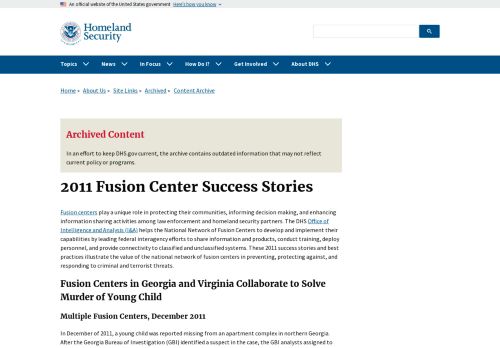 An official website of the United States government Here's how you know
Homeland
Security
Topics News In Focus How Do I? Get Involved About DHS
Home » About Us » Site Links » Archived » Content Archive
Archived Content
In an effort to keep DHS.gov current, the archive contains outdated information that may not reflect
current policy or programs.
2011 Fusion Center Success Stories
Fusion centers play a unique role in protecting their communities, informing decision making, and enhancing
information sharing activities among law enforcement and homeland security partners. The DHS Office of
Intelligence and Analysis (I&A) helps the National Network of Fusion Centers to develop and implement their
capabilities by leading federal interagency efforts to share information and products, conduct training, deploy
personnel, and provide connectivity to classified and unclassified systems. These 2011 success stories and best
practices illustrate the value of the national network of fusion centers in preventing, protecting against, and
responding to criminal and terrorist threats.
Fusion Centers in Georgia and Virginia Collaborate to Solve
Murder of Young Child
Multiple Fusion Centers, December 2011
In December of 2011, a young child was reported missing from an apartment complex in northern Georgia.
After the Georgia Bureau of Investigation (GBI) identified a suspect in the case, the GBI analysts assigned to